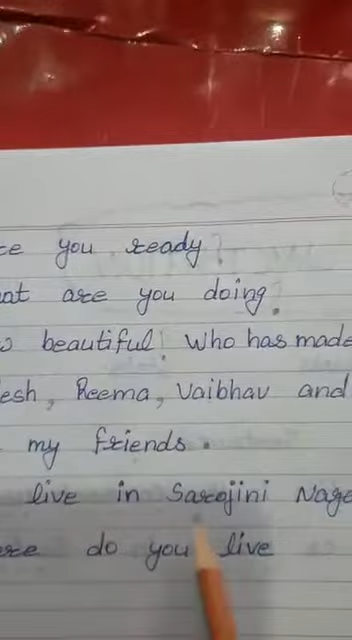 you ready?
are you doing?
beautiful! Who has made
Reema, Vaibhav and
my friends.
live in Sarojini
do you live